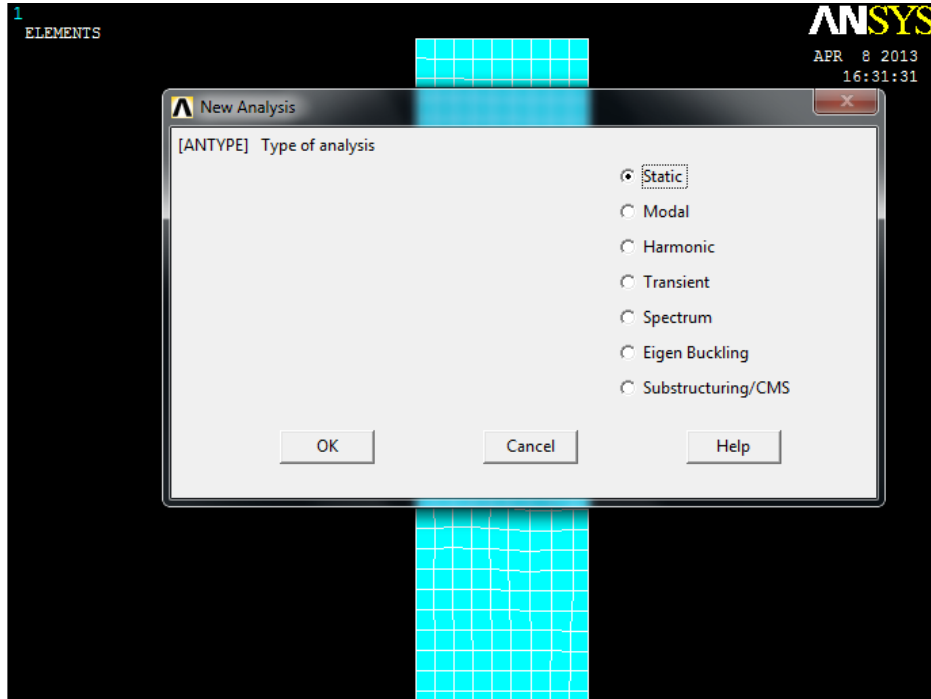 1
ELEMENTS
ANSYS
APR 8 2013
16:31:31
New Analysis
[ANTYPE] Type of analysis
Static
Modal
Harmonic
Transient
Spectrum
Eigen Buckling
Substructuring/CMS
OK Cancel Help